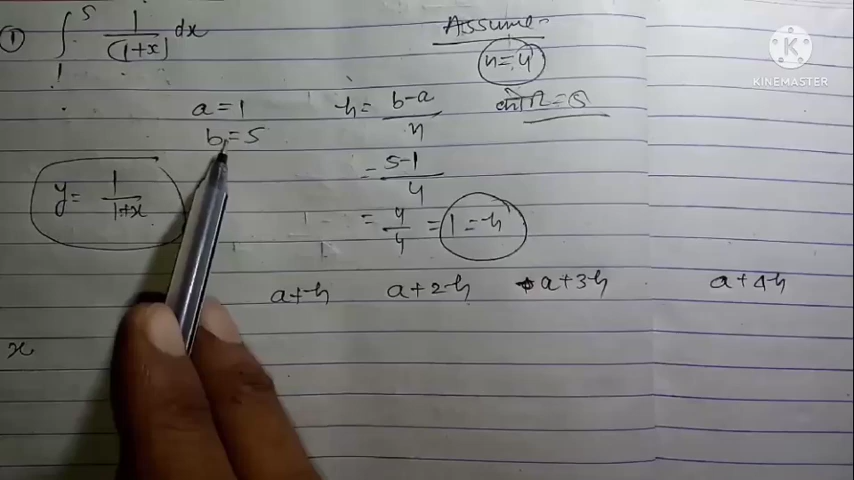 ① ∫₁⁵ 1/(1+x) dx
Assume-
n=4
a=1
b=5
h = b-a/n
= 5-1/4
= 4/4 = 1=h
y = 1/1+x
a+h a+2h a+3h a+4h
x
KINEMASTER